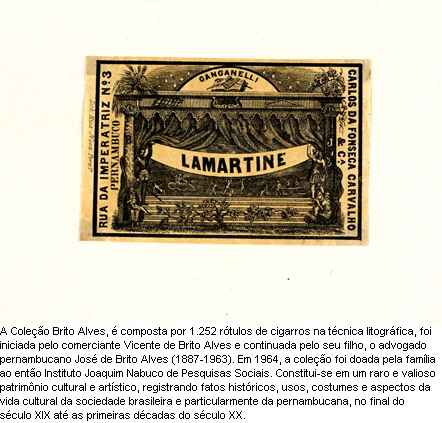 GANGANELLI
RUA DA IMPERATRIZ Nº 3
PERNAMBUCO
LAMARTINE
CARLOS DA FONSECA CARVALHO
& Cª
A Coleção Brito Alves, é composta por 1.252 rótulos de cigarros na técnica litográfica, foi
iniciada pelo comerciante Vicente de Brito Alves e continuada pelo seu filho, o advogado
pernambucano José de Brito Alves (1887-1963). Em 1964, a coleção foi doada pela família
ao então Instituto Joaquim Nabuco de Pesquisas Sociais. Constitui-se em um raro e valioso
patrimônio cultural e artístico, registrando fatos históricos, usos, costumes e aspectos da
vida cultural da sociedade brasileira e particularmente da pernambucana, no final do
século XIX até as primeiras décadas do século XX.